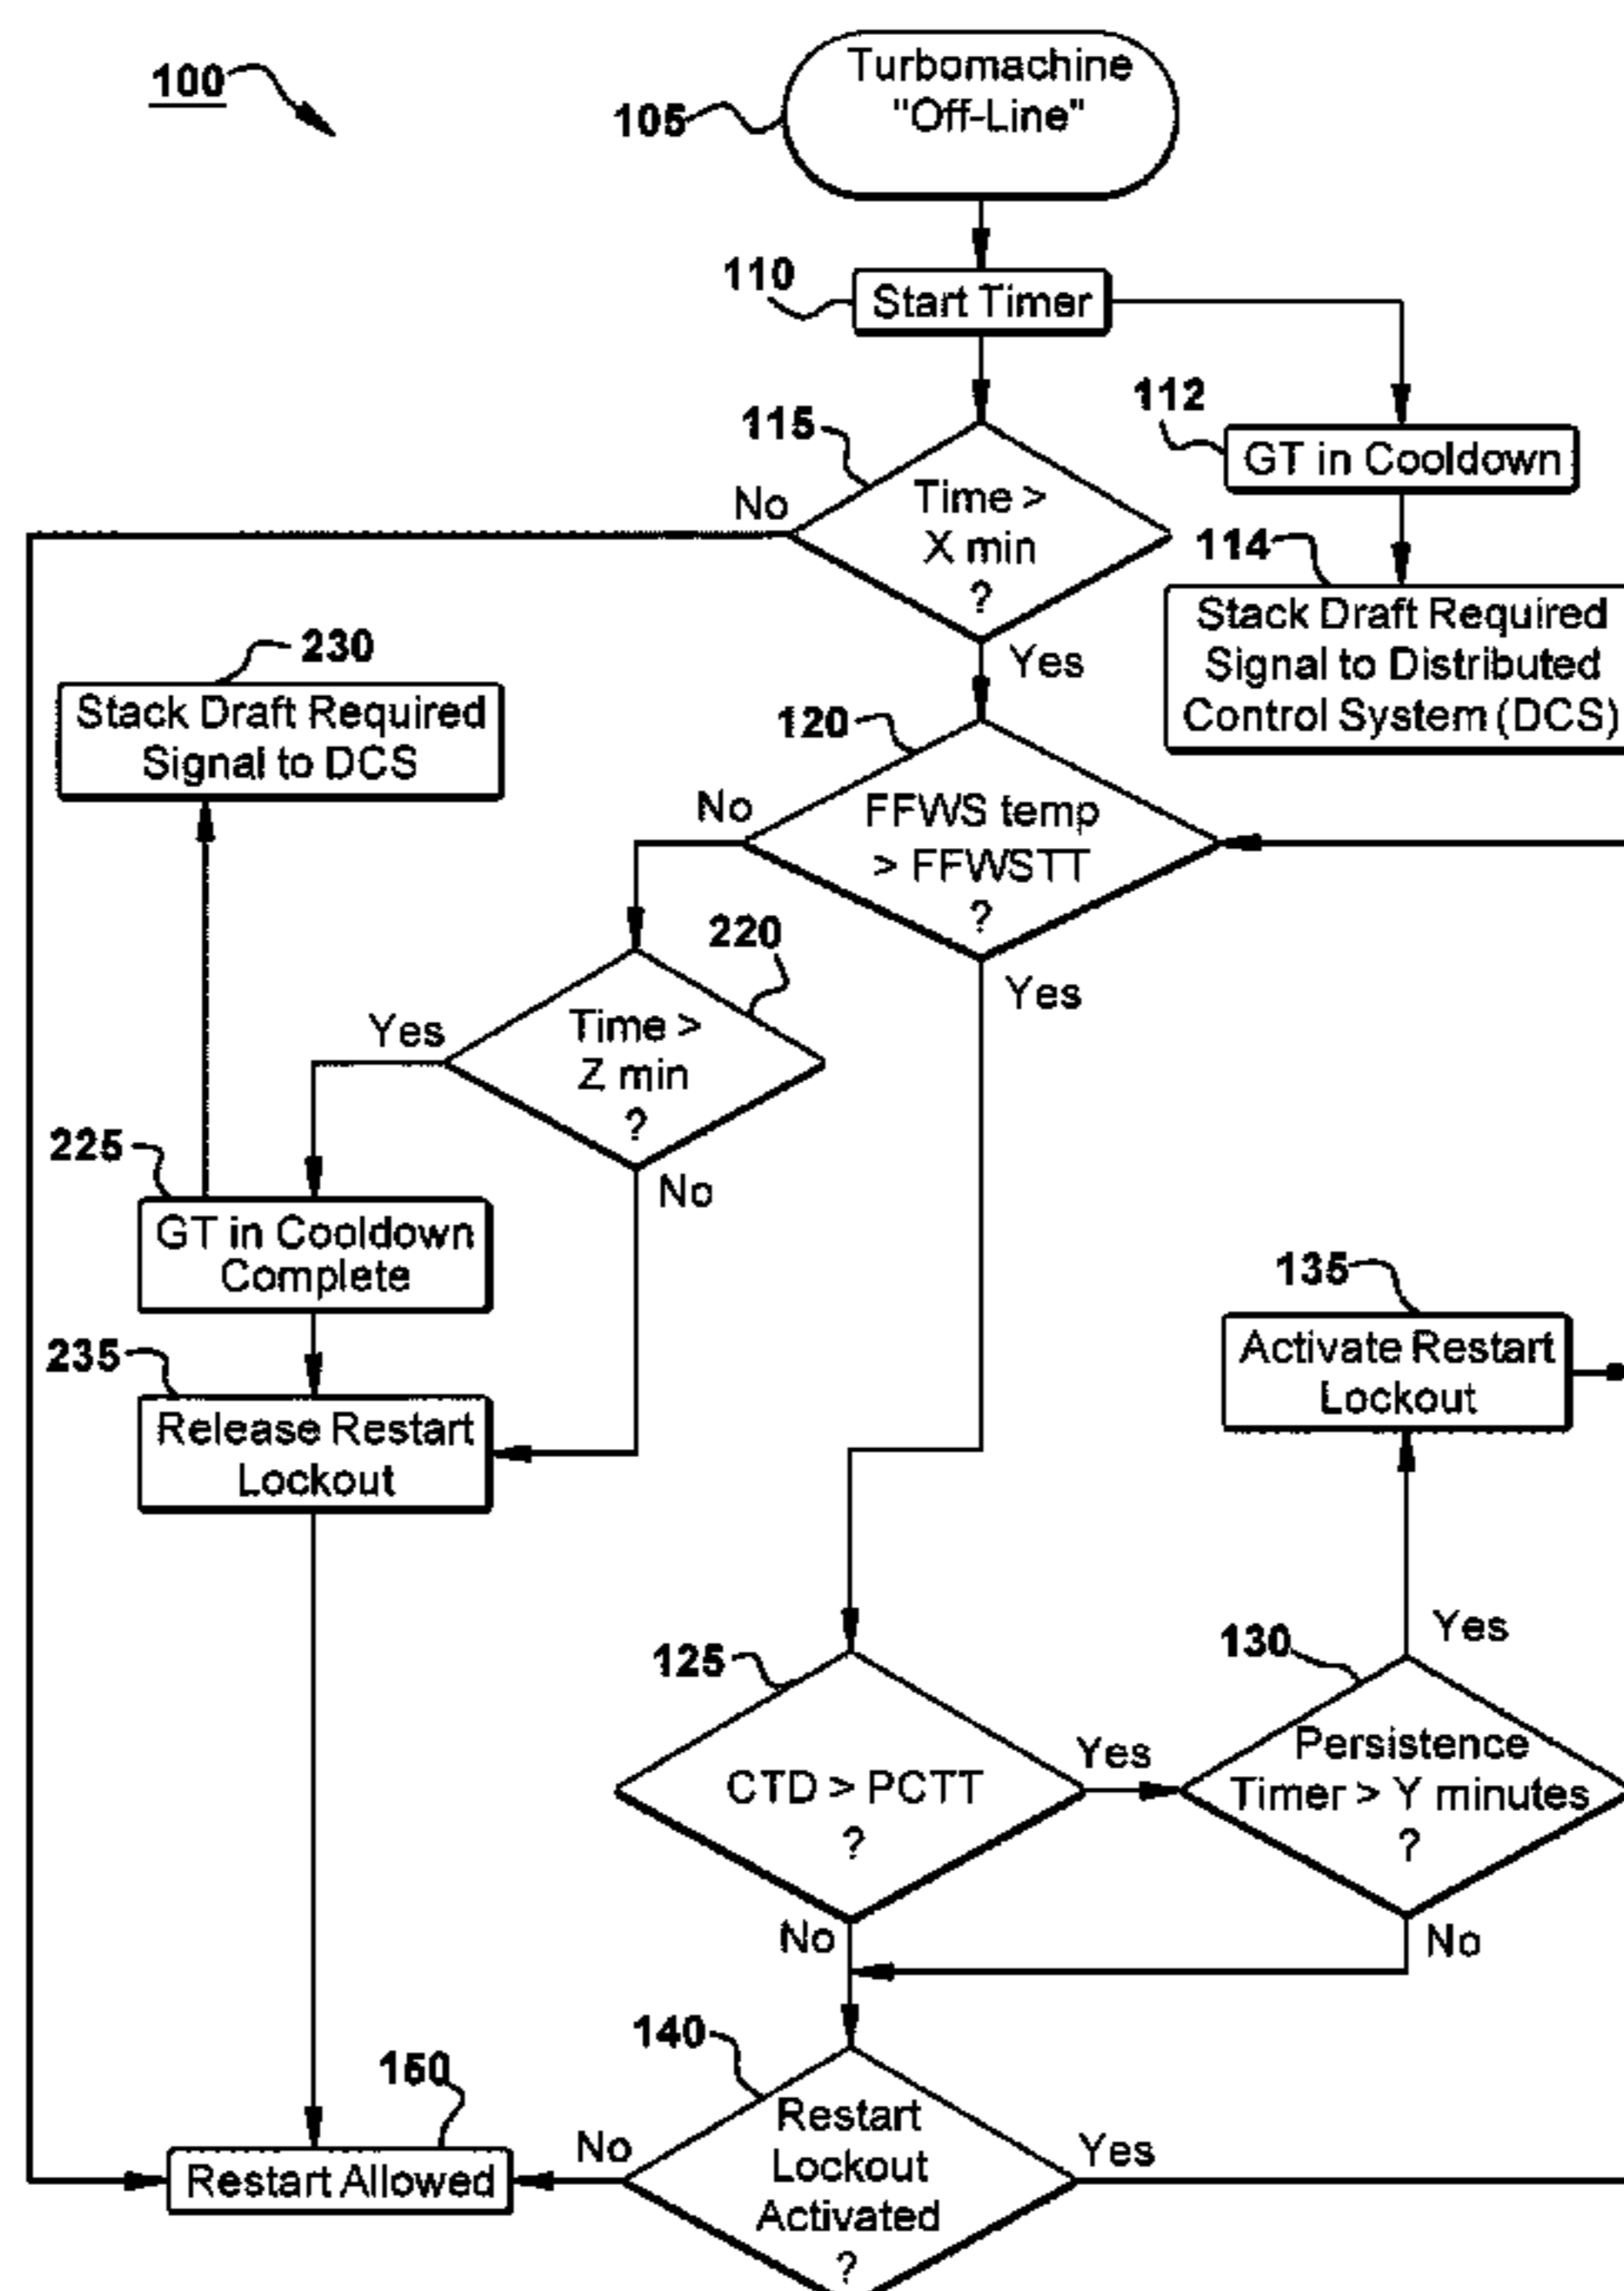 100
Turbomachine
"Off-Line"
105
110
Start Timer
115
Time >
X min
?
No
Yes
112
GT in Cooldown
114
Stack Draft Required
Signal to Distributed
Control System (DCS)
230
Stack Draft Required
Signal to DCS
120
FFWS temp
> FFWSTT
?
No
Yes
220
Time >
Z min
?
Yes
No
225
GT in Cooldown
Complete
235
Release Restart
Lockout
135
Activate Restart
Lockout
125
CTD > PCTT
?
Yes
No
130
Persistence
Timer > Y minutes
?
Yes
No
140
Restart
Lockout
Activated
?
No
Yes
150
Restart Allowed